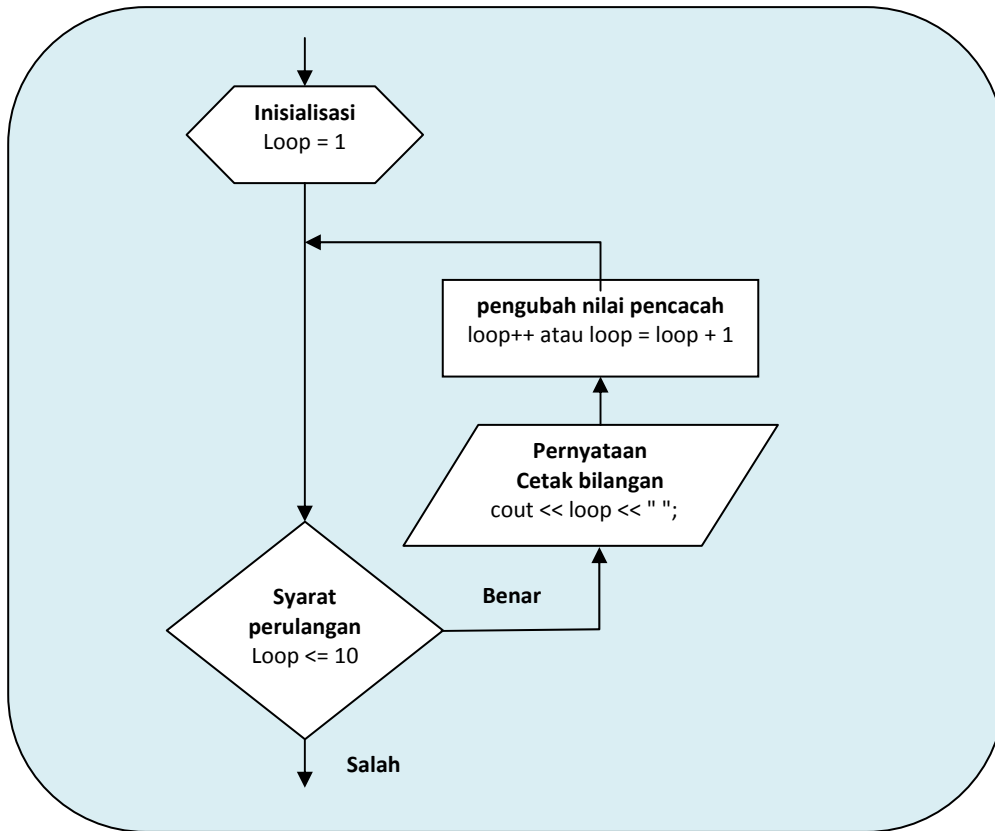 Inisialisasi
Loop = 1
pengubah nilai pencacah
loop++ atau loop = loop + 1
Pernyataan
Cetak bilangan
cout << loop << " ";
Benar
Syarat
perulangan
Loop <= 10
Salah